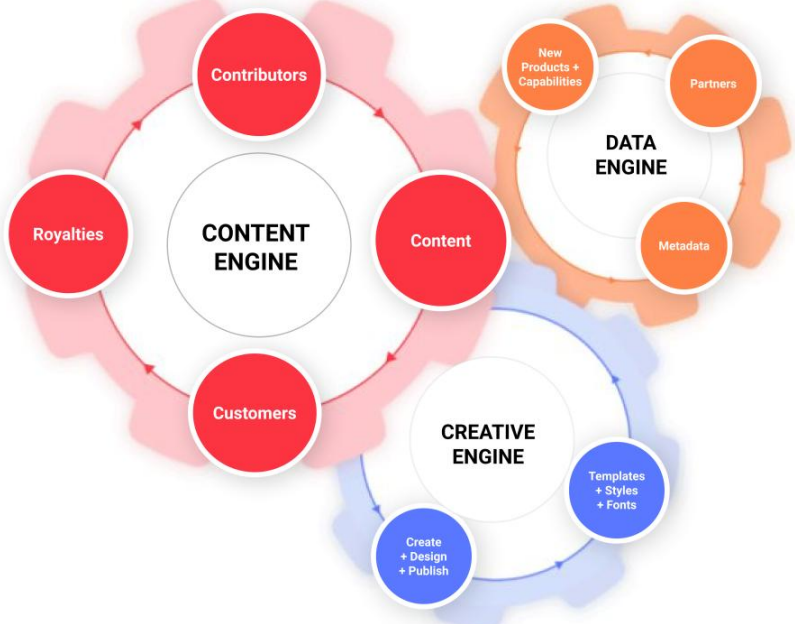 Contributors
Royalties
CONTENT
ENGINE
Content
Customers
New
Products +
Capabilities
Partners
DATA
ENGINE
Metadata
CREATIVE
ENGINE
Templates
+ Styles
+ Fonts
Create
+ Design
+ Publish